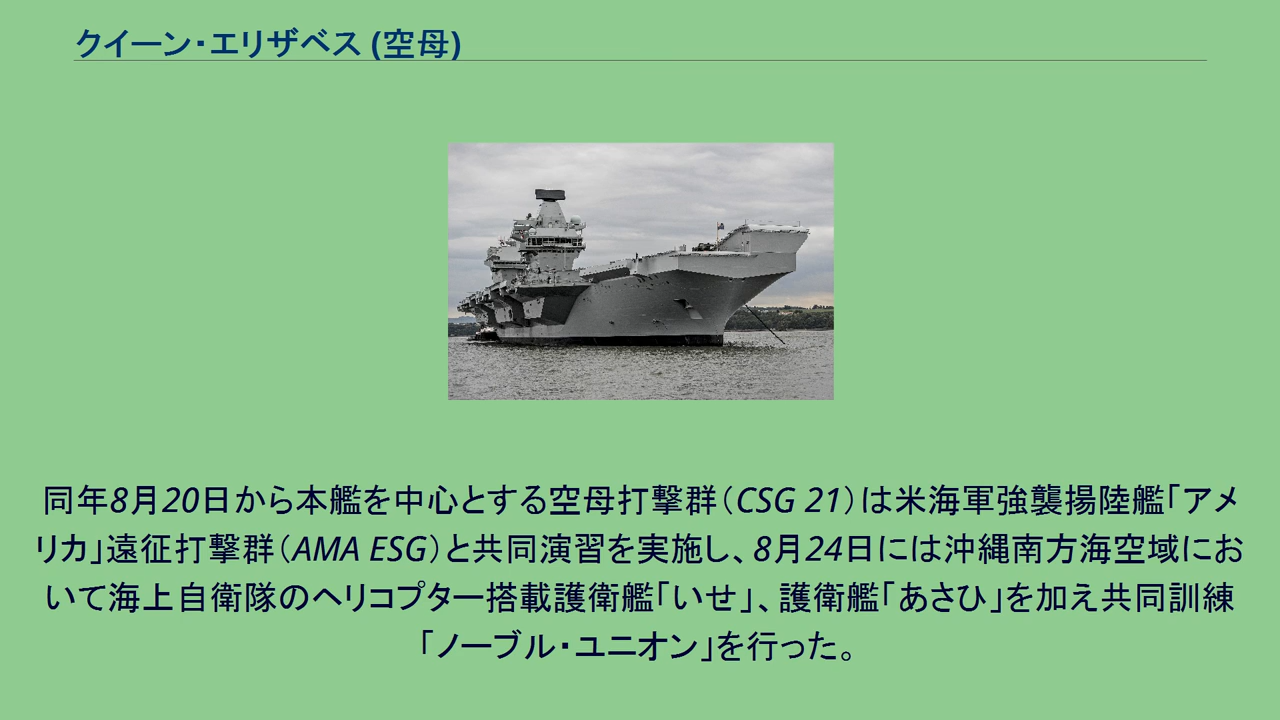 クイーン・エリザベス (空母)
同年8月20日から本艦を中心とする空母打撃群（CSG 21）は米海軍強襲揚陸艦「アメ
リカ」遠征打撃群（AMA ESG）と共同演習を実施し、8月24日には沖縄南方海空域にお
いて海上自衛隊のヘリコプター搭載護衛艦「いせ」、護衛艦「あさひ」を加え共同訓練
「ノーブル・ユニオン」を行った。